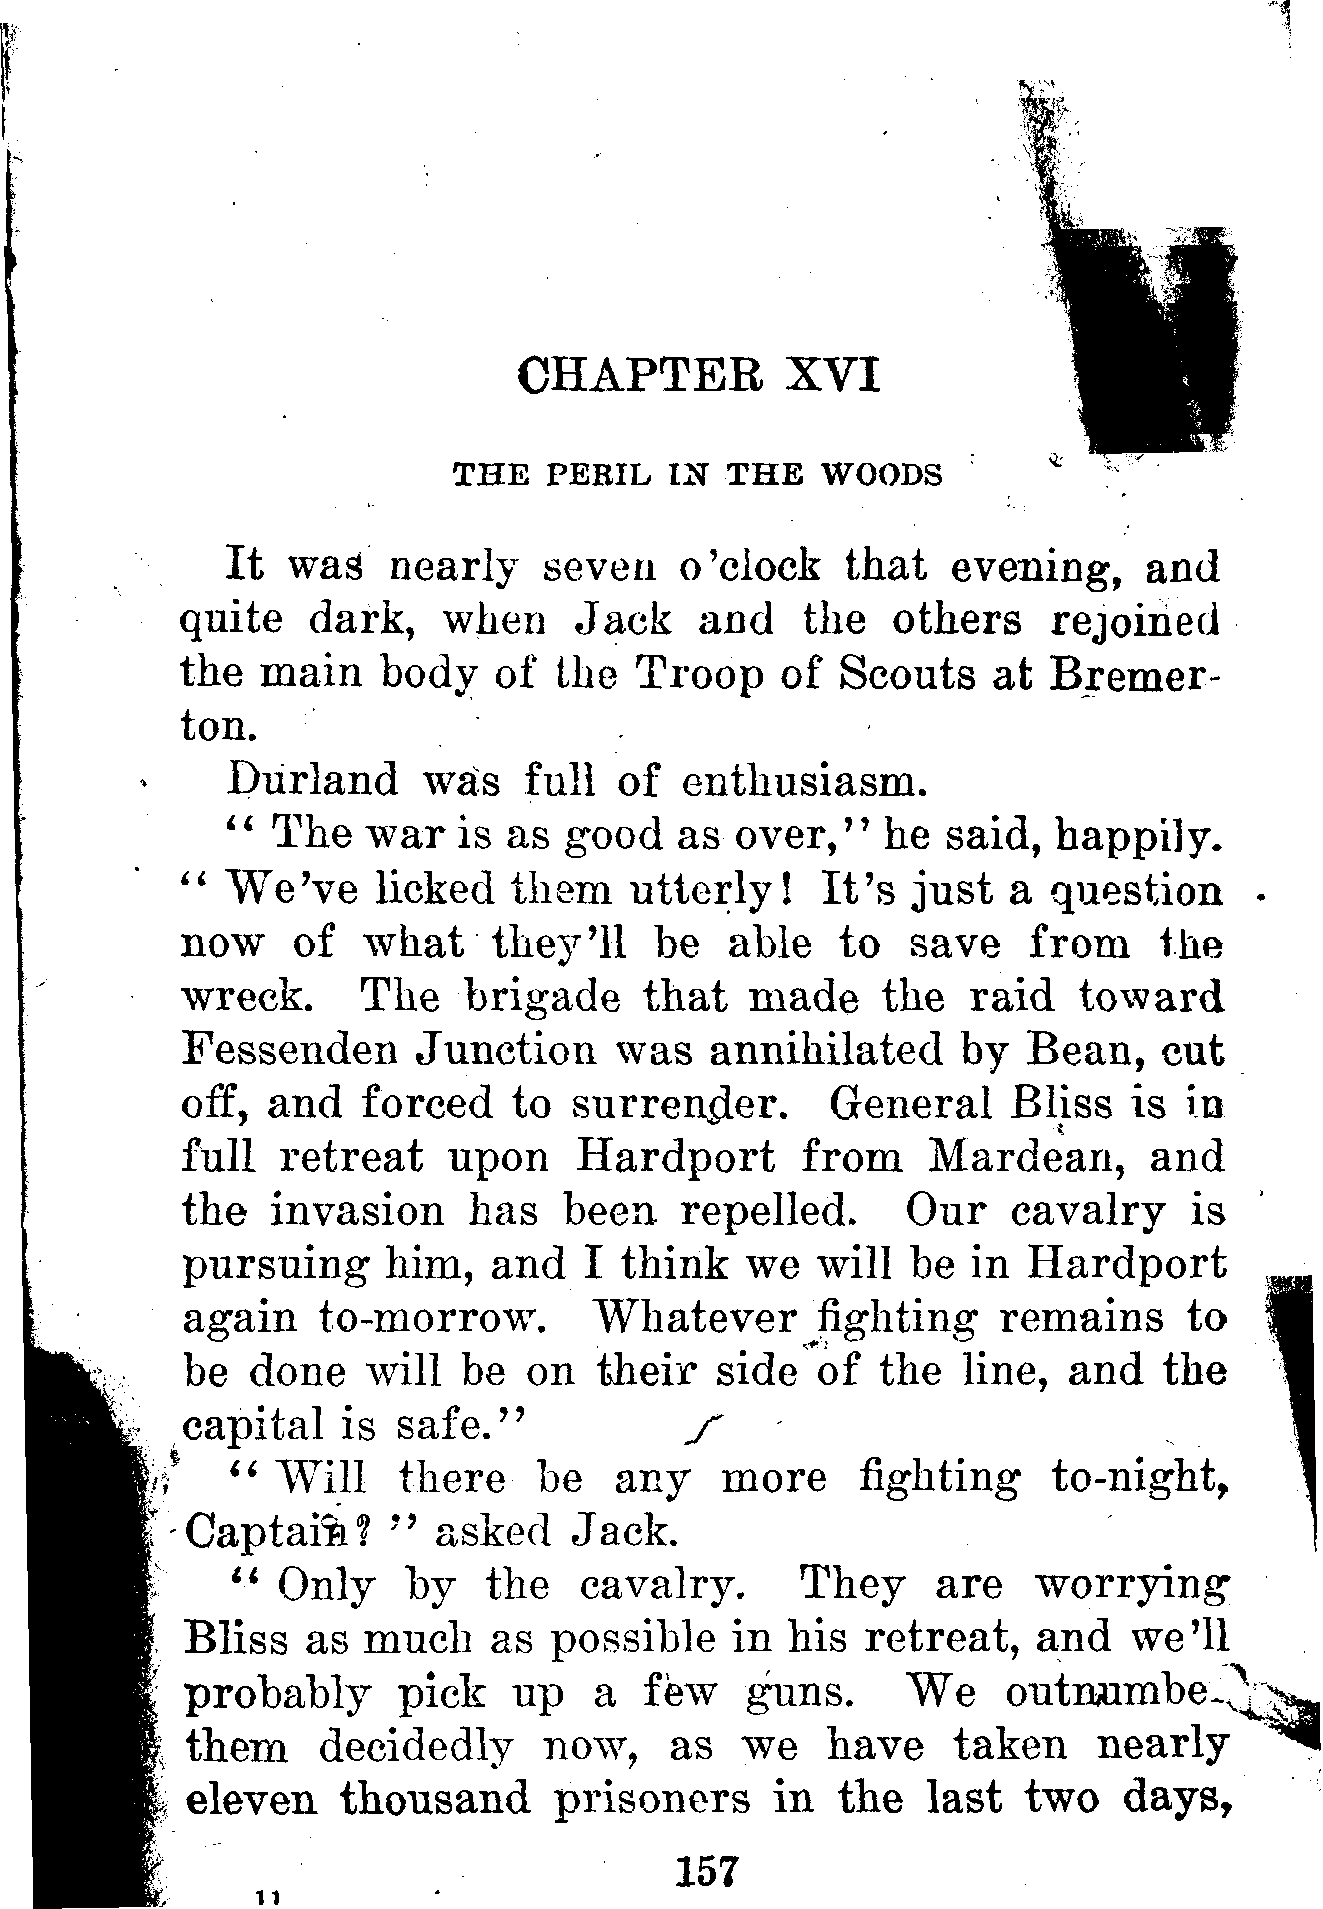 CHAPTER XVI
THE PERIL IN THE WOODS
It was nearly seven o'clock that evening, and
quite dark, when Jack and the others rejoined
the main body of the Troop of Scouts at Bremer-
ton.
Durland was full of enthusiasm.
" The war is as good as over," he said, happily.
" We've licked them utterly! It's just a question
now of what they'll be able to save from the
wreck. The brigade that made the raid toward
Fessenden Junction was annihilated by Bean, cut
off, and forced to surrender. General Bliss is in
full retreat upon Hardport from Mardean, and
the invasion has been repelled. Our cavalry is
pursuing him, and I think we will be in Hardport
again to-morrow. Whatever fighting remains to
be done will be on their side of the line, and the
capital is safe."
" Will there be any more fighting to-night,
Captain? " asked Jack.
" Only by the cavalry. They are worrying
Bliss as much as possible in his retreat, and we'll
probably pick up a few guns. We outnumbe
them decidedly now, as we have taken nearly
eleven thousand prisoners in the last two days,
157
11